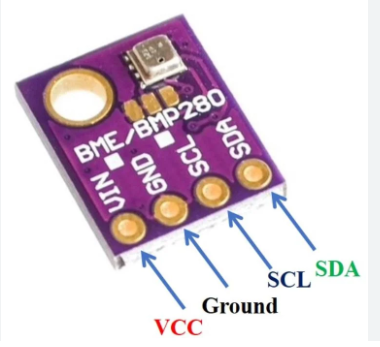 BME/BMP280
VIN
GND
SCL
SDA
VCC
Ground
SCL
SDA